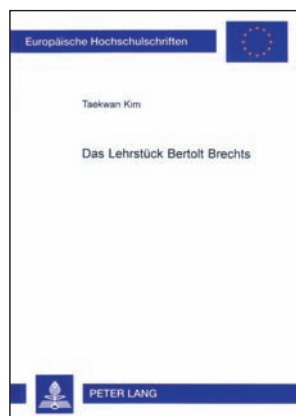 Europäische Hochschulschriften
Taekwan Kim
Das Lehrstück Bertolt Brechts
PETER LANG